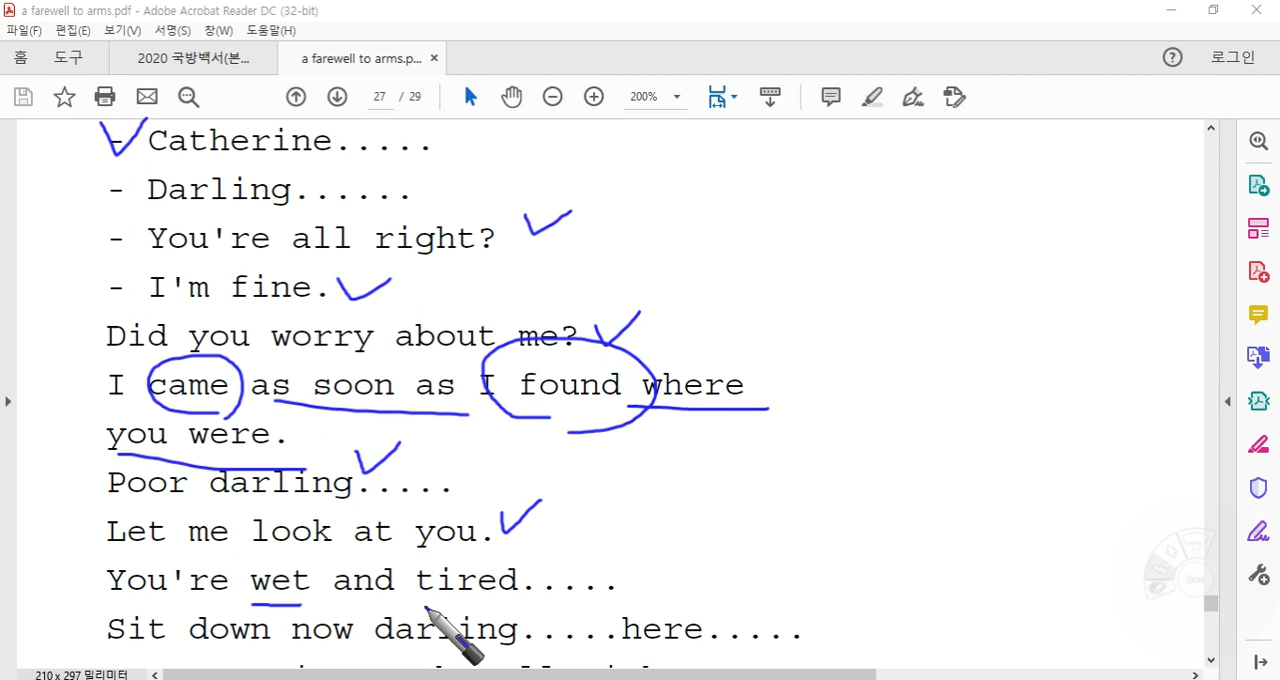 a farewell to arms.pdf - Adobe Acrobat Reader DC (32-bit)
파일(F) 편집(E) 보기(V) 서명(S) 창(W) 도움말(H)
홈 도구 2020 국방백서(본... a farewell to arms.p... × 로그인
27 / 29 200%
- Catherine.....
- Darling......
- You're all right?
- I'm fine.
Did you worry about me?
I came as soon as I found where
you were.
Poor darling.....
Let me look at you.
You're wet and tired.....
Sit down now darling.....here.....
210 x 297 밀리미터